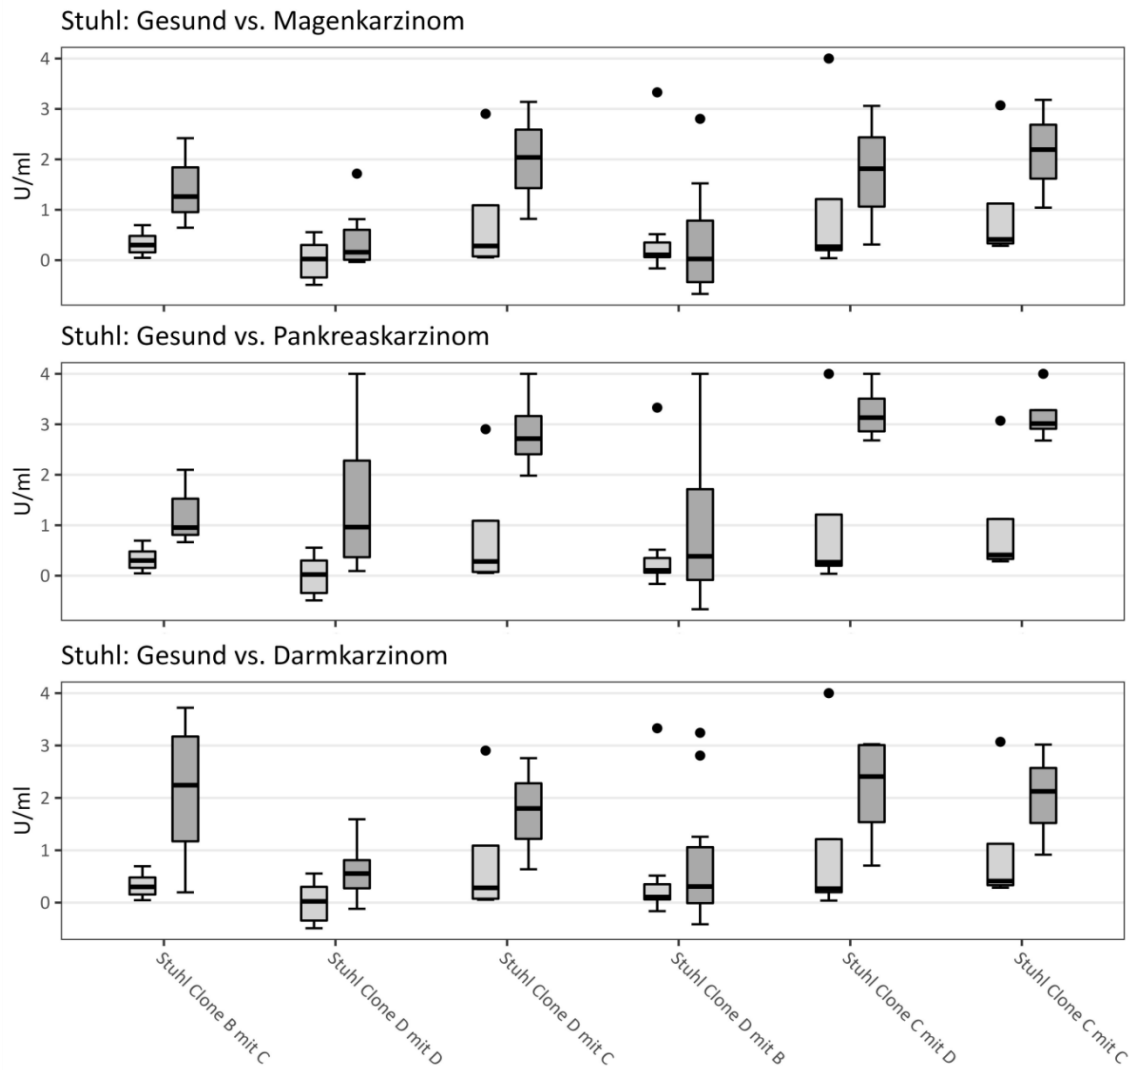 Stuhl: Gesund vs. Magenkarzinom
4
3
2
1
0
U/ml
Stuhl: Gesund vs. Pankreaskarzinom
4
3
2
1
0
U/ml
Stuhl: Gesund vs. Darmkarzinom
4
3
2
1
0
U/ml
Stuhl Clone B mit C
Stuhl Clone D mit D
Stuhl Clone D mit C
Stuhl Clone D mit B
Stuhl Clone C mit D
Stuhl Clone C mit C